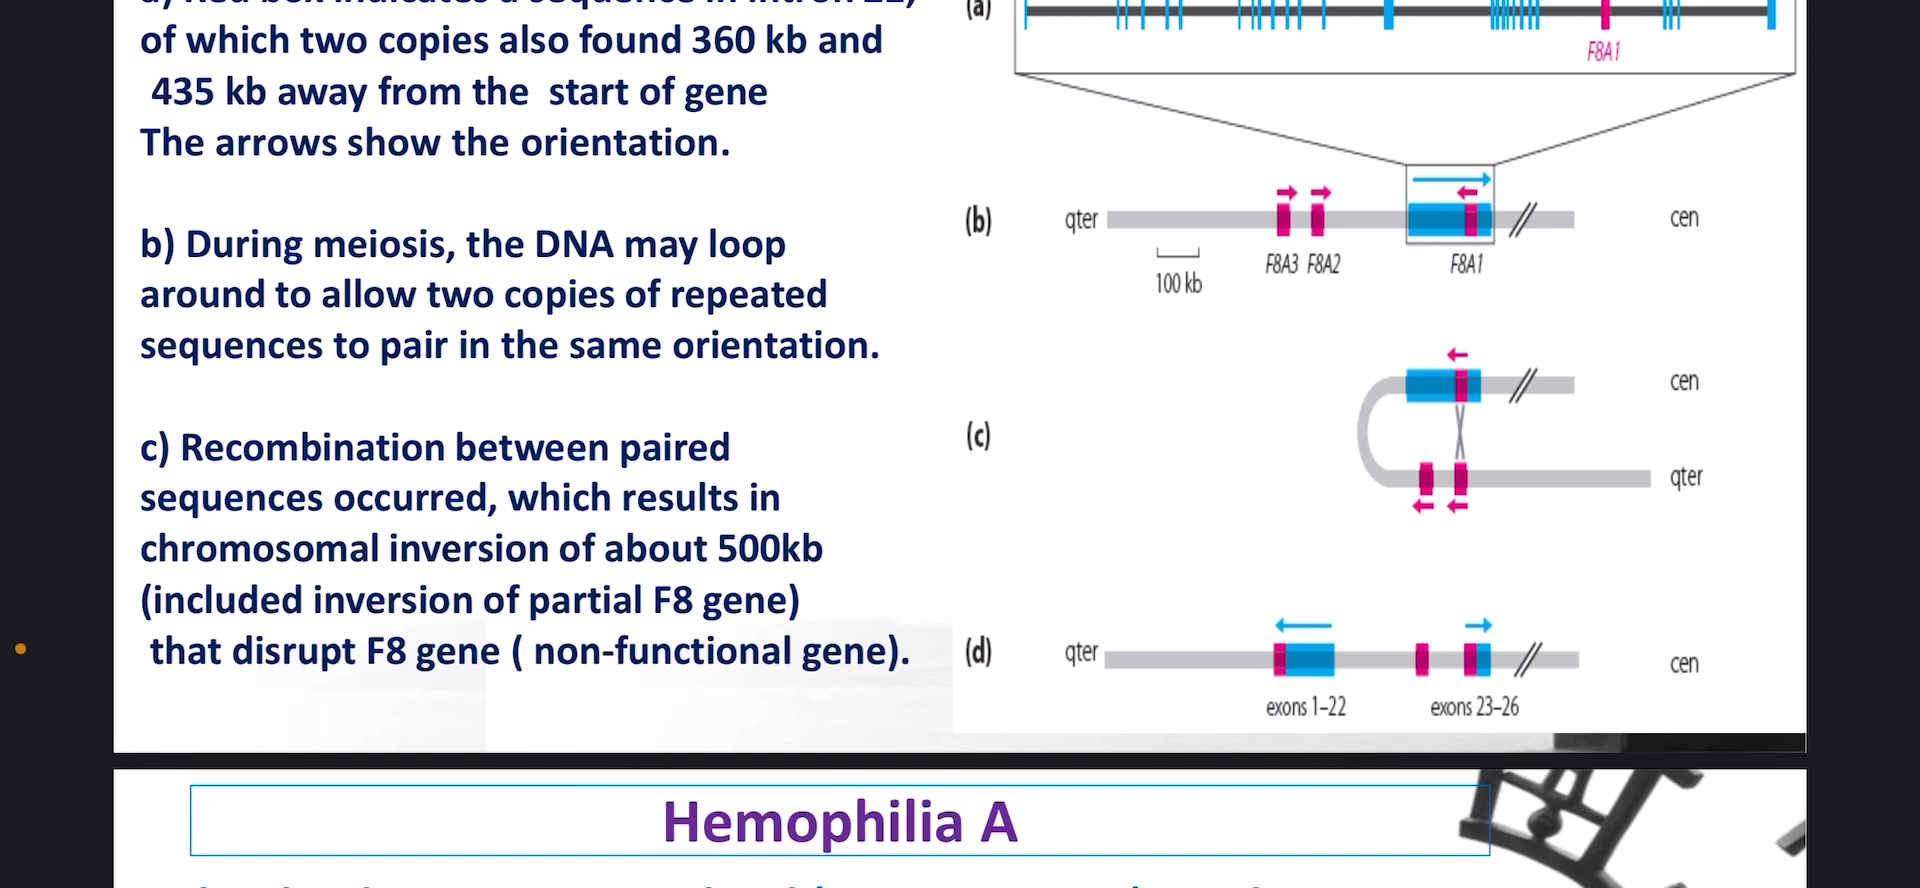 of which two copies also found 360 kb and
435 kb away from the start of gene
The arrows show the orientation.
b) During meiosis, the DNA may loop
around to allow two copies of repeated
sequences to pair in the same orientation.
c) Recombination between paired
sequences occurred, which results in
chromosomal inversion of about 500kb
(included inversion of partial F8 gene)
that disrupt F8 gene ( non-functional gene).
(a)
F8A1
(b)
qter
cen
100 kb
F8A3 F8A2
F8A1
(c)
cen
qter
(d)
qter
cen
exons 1–22
exons 23–26
Hemophilia A